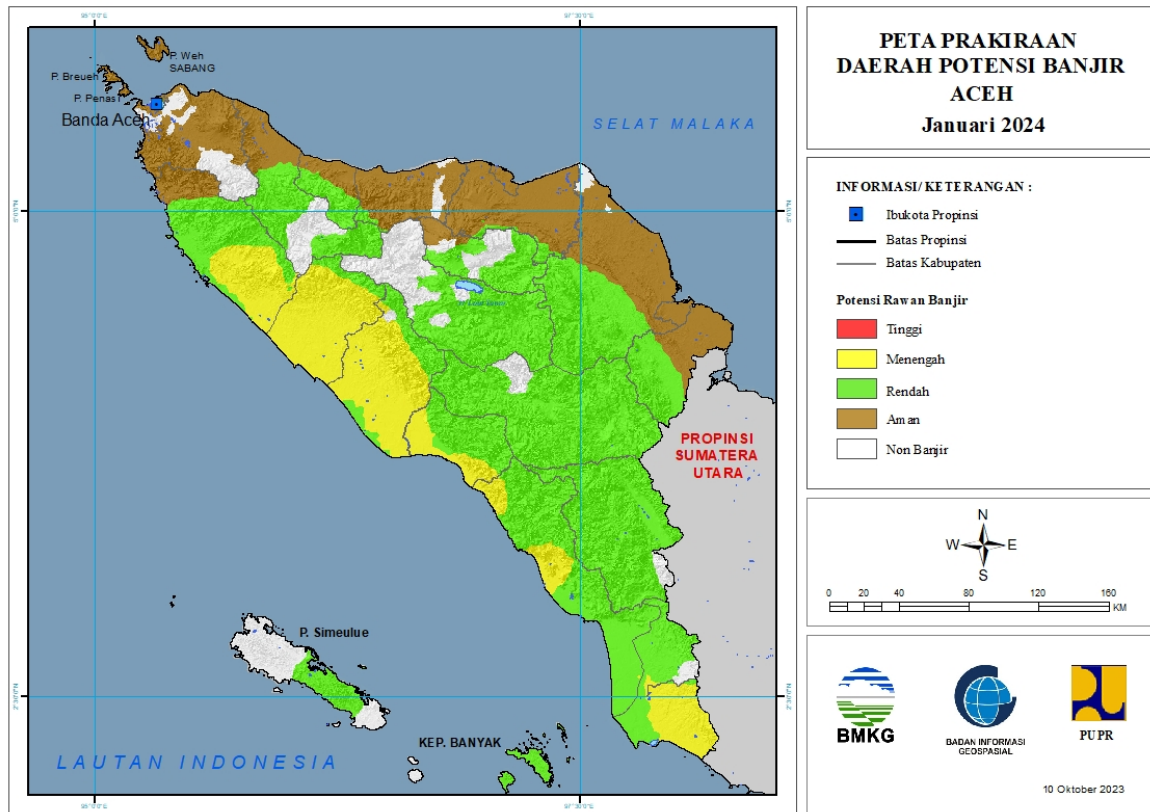 P. Weh
SABANG
P. Breueh
P. Penasi
Banda Aceh
SELAT MALAKA
PROPINSI
SUMATERA
UTARA
P. Simeulue
KEP. BANYAK
LAUTAN INDONESIA
PETA PRAKIRAAN
DAERAH POTENSI BANJIR
ACEH
Januari 2024
INFORMASI/ KETERANGAN :
Ibukota Propinsi
Batas Propinsi
Batas Kabupaten
Potensi Rawan Banjir
Tinggi
Menengah
Rendah
Aman
Non Banjir
N
W E
S
0 20 40 80 120 160
KM
BMKG
BADAN INFORMASI
GEOSPASIAL
PUPR
10 Oktober 2023